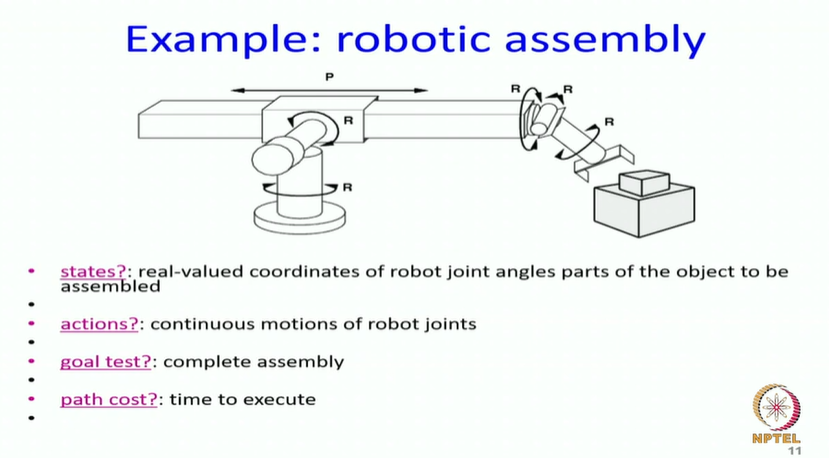 Example: robotic assembly
P
R
R
R
R
R
• states?: real-valued coordinates of robot joint angles parts of the object to be
assembled
•
• actions?: continuous motions of robot joints
•
• goal test?: complete assembly
•
• path cost?: time to execute
•
NPTEL
11